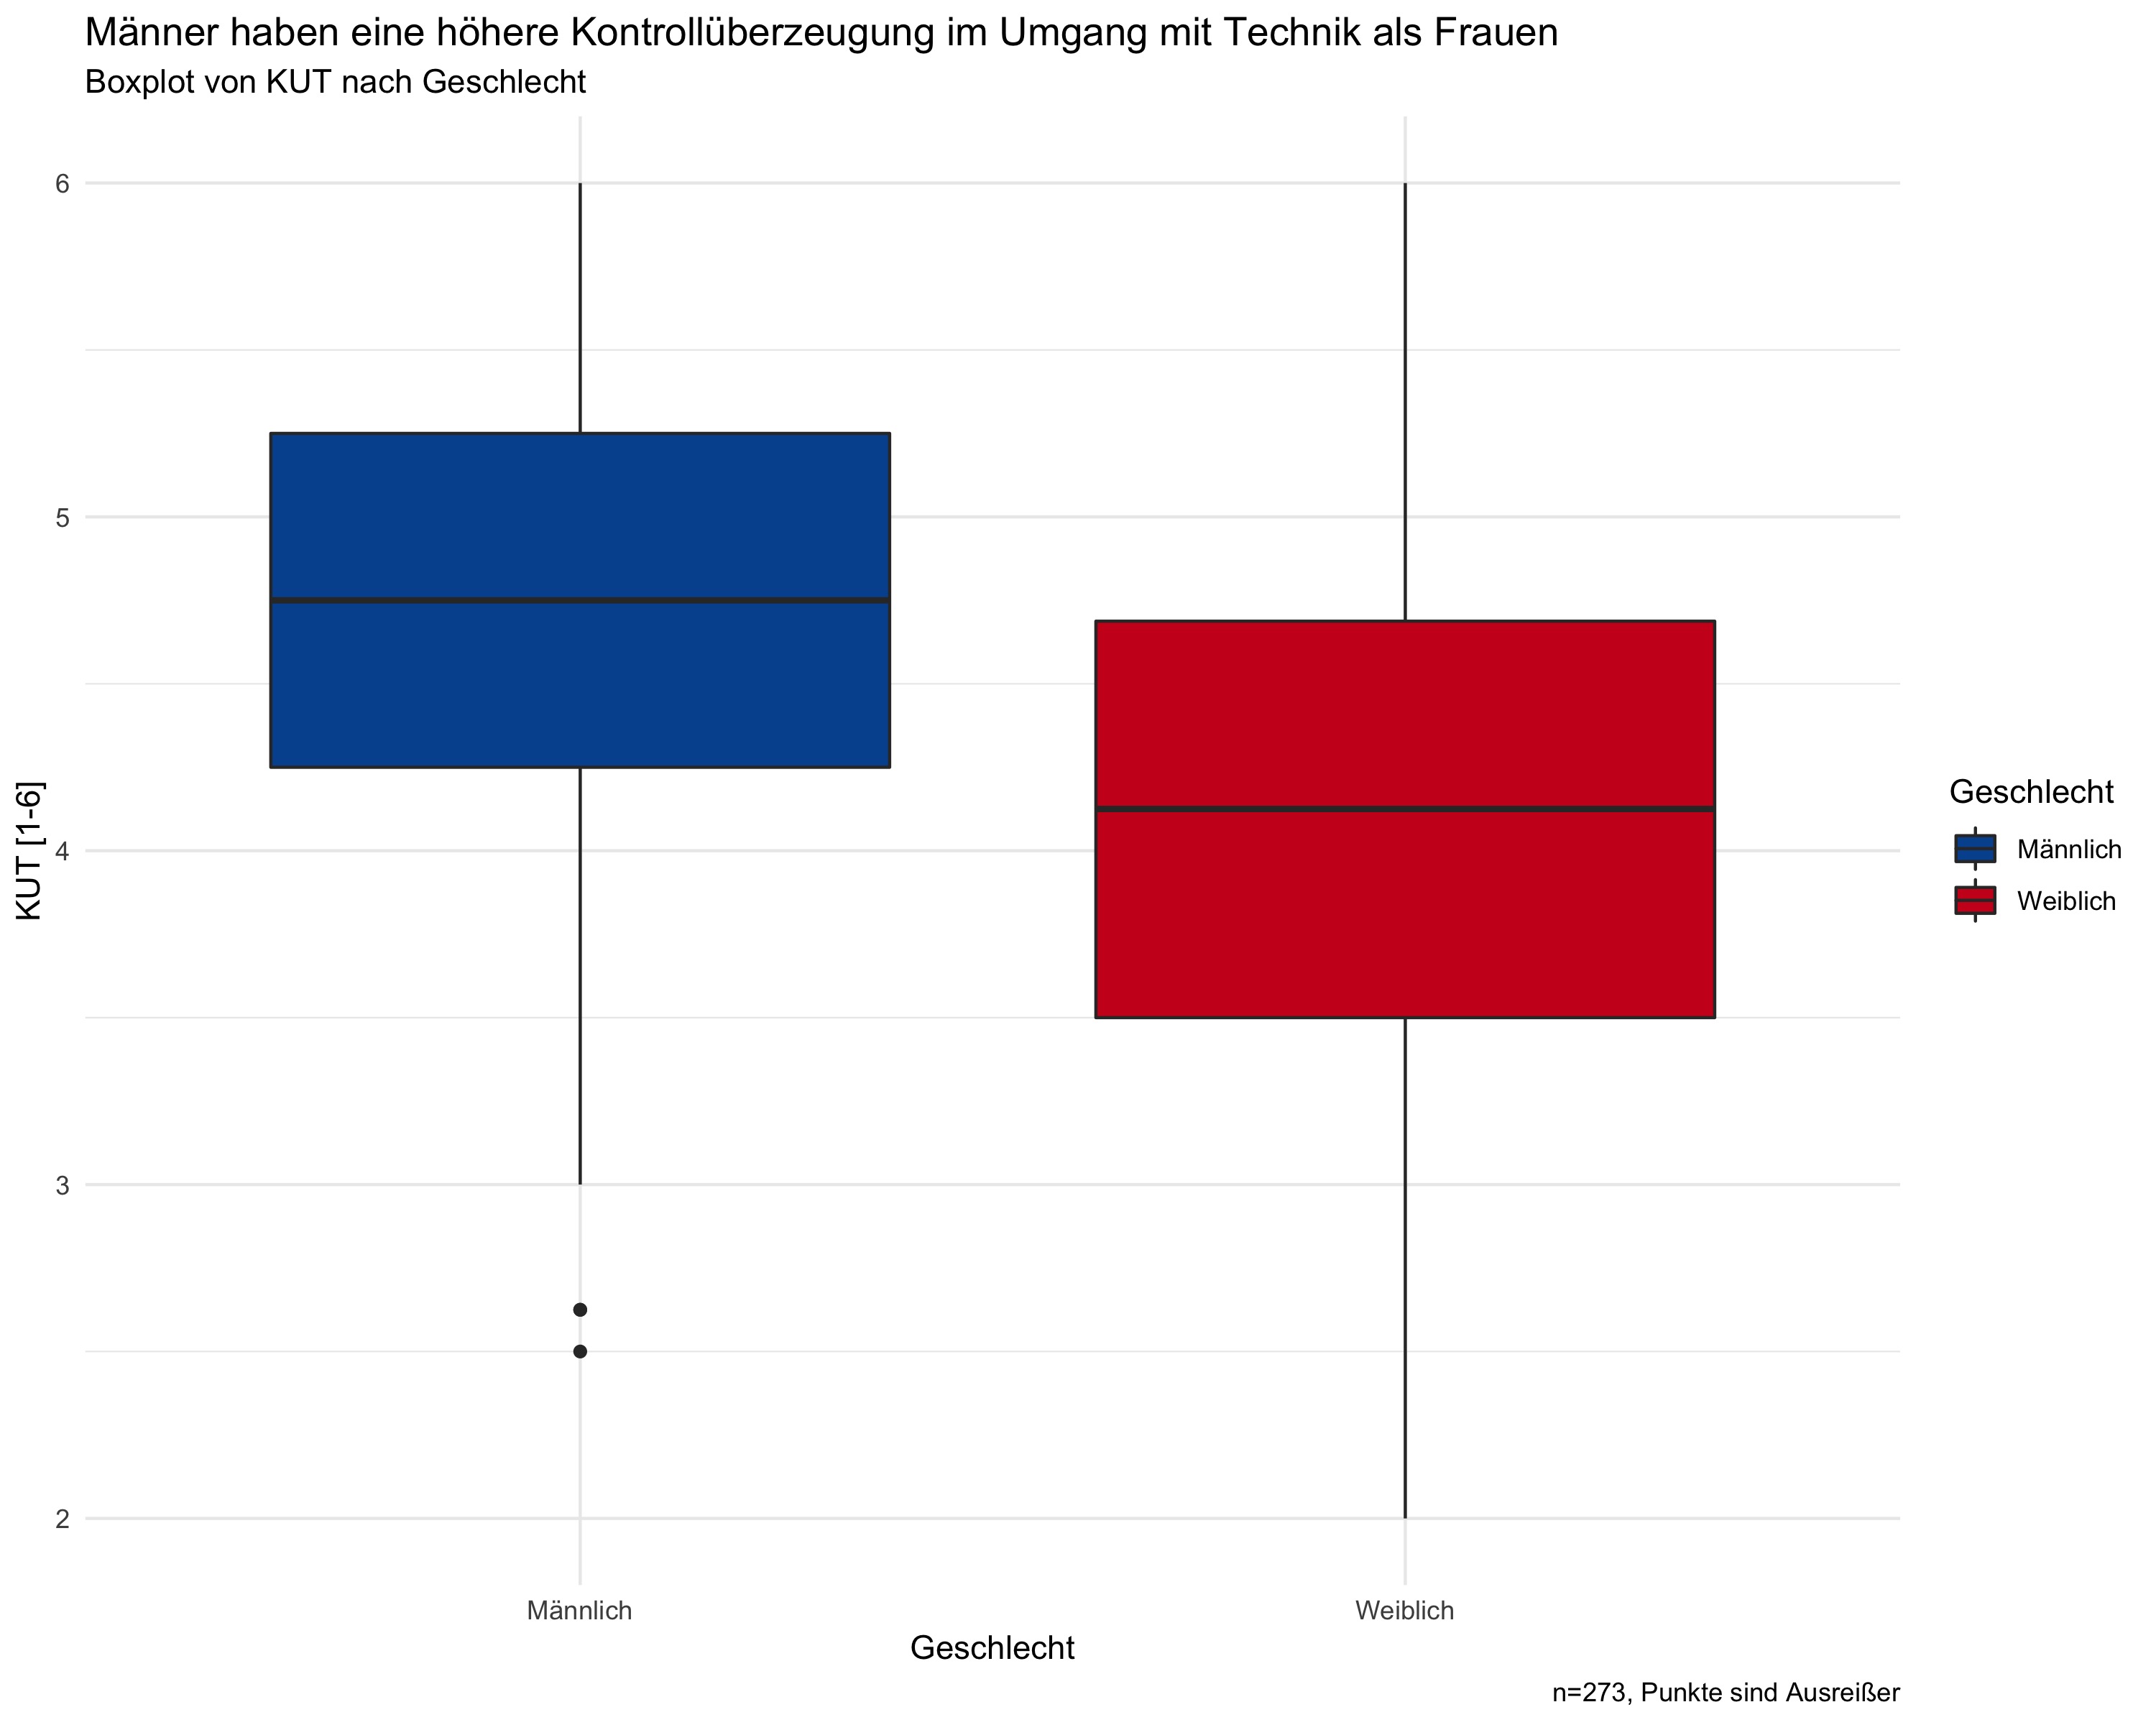 Männer haben eine höhere Kontrollüberzeugung im Umgang mit Technik als Frauen
Boxplot von KUT nach Geschlecht
6
5
4
3
2
KUT [1-6]
Männlich
Weiblich
Geschlecht
Geschlecht
Männlich
Weiblich
n=273, Punkte sind Ausreißer